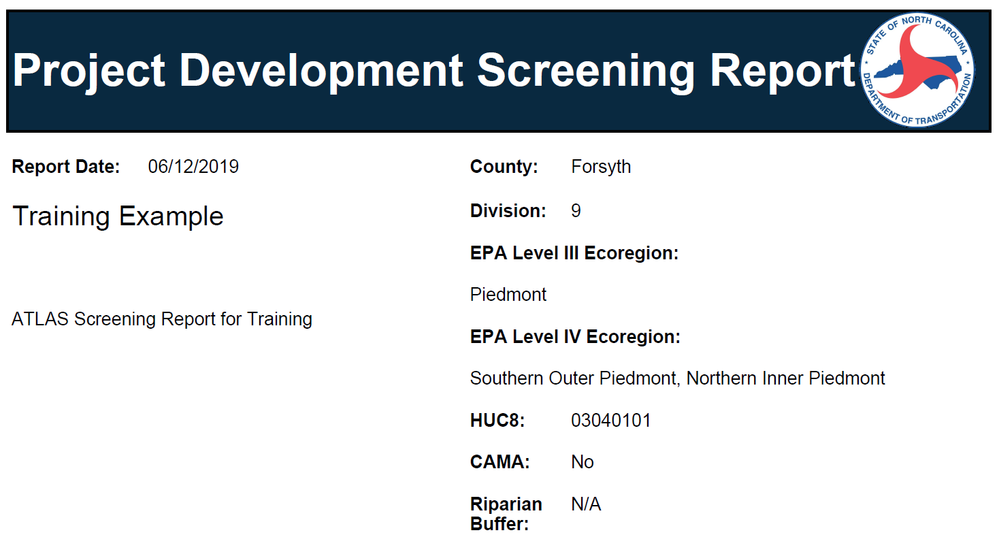 Project Development Screening Report
STATE OF NORTH CAROLINA
DEPARTMENT OF TRANSPORTATION
Report Date: 06/12/2019
Training Example
ATLAS Screening Report for Training
County: Forsyth
Division: 9
EPA Level III Ecoregion:
Piedmont
EPA Level IV Ecoregion:
Southern Outer Piedmont, Northern Inner Piedmont
HUC8: 03040101
CAMA: No
Riparian N/A
Buffer: